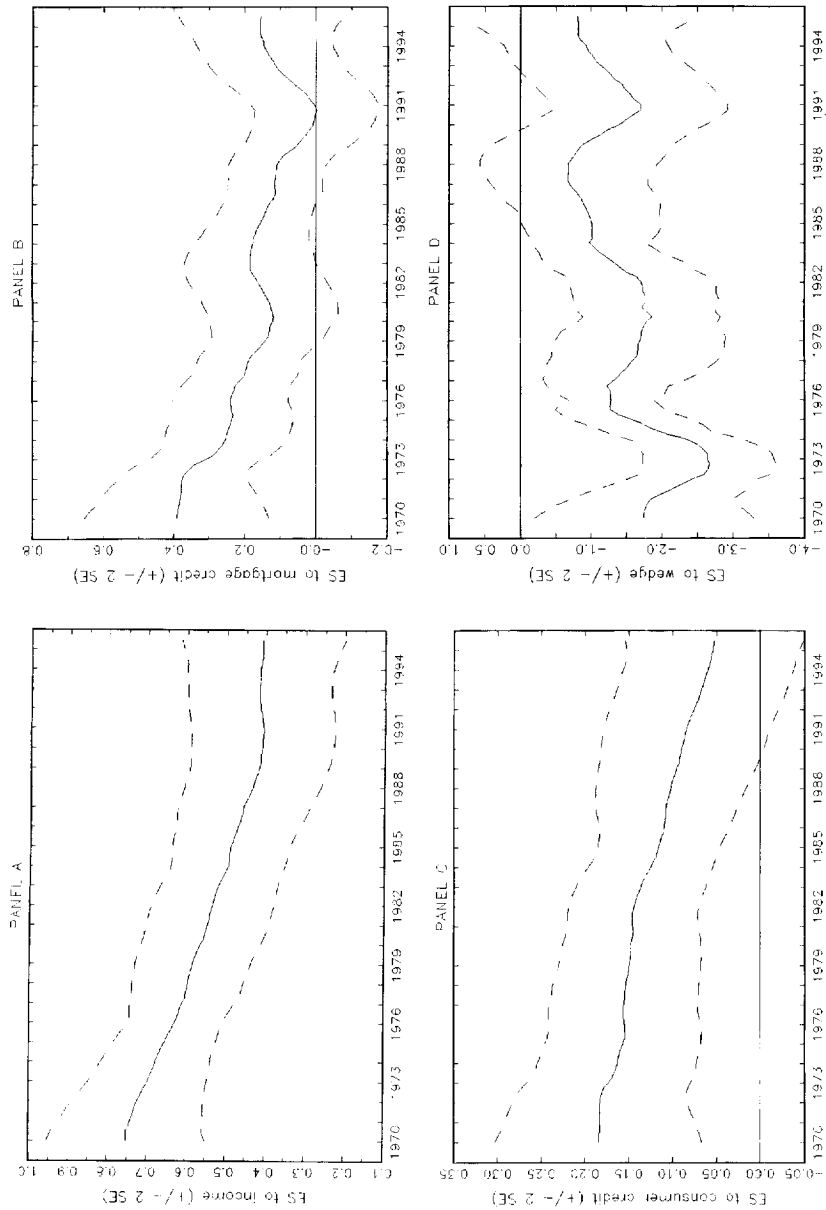 PANEL A
ES to income (+/- 2 SE)
1.0
0.9
0.8
0.7
0.6
0.5
0.4
0.3
0.2
0.1
1970 1973 1976 1979 1982 1985 1988 1991 1994
PANEL B
ES to mortgage credit (+/- 2 SE)
0.8
0.6
0.4
0.2
-0.0
-0.2
1970 1973 1976 1979 1982 1985 1988 1991 1994
PANEL C
ES to consumer credit (+/- 2 SE)
0.35
0.30
0.25
0.20
0.15
0.10
0.05
0.00
-0.05
1970 1973 1976 1979 1982 1985 1988 1991 1994
PANEL D
ES to wedge (+/- 2 SE)
1.0
0.5
0.0
-1.0
-2.0
-3.0
-4.0
1970 1973 1976 1979 1982 1985 1988 1991 1994